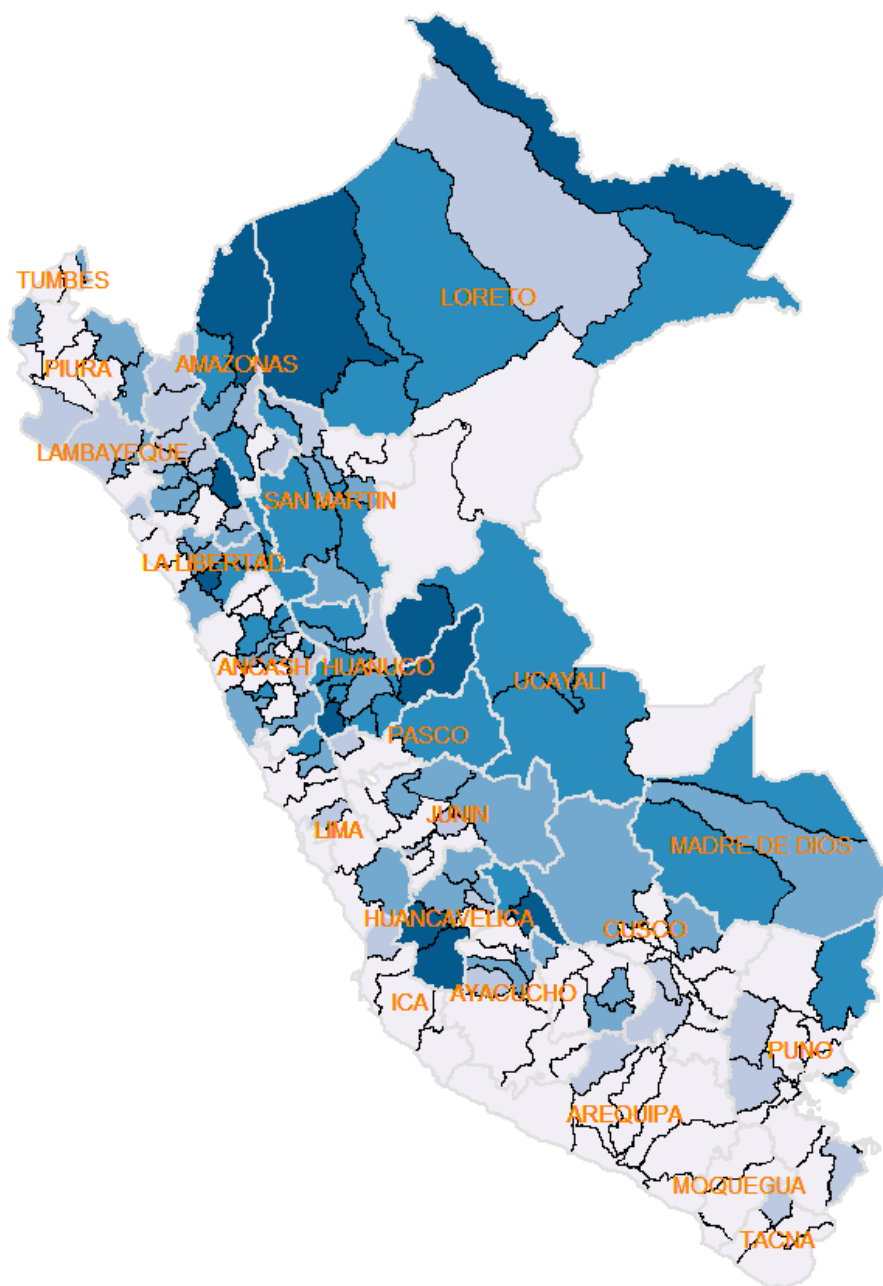 LORETO
TUMBES
AMAZONAS
PIURA
LAMBAYEQUE
SAN MARTIN
LA LIBERTAD
ANCASH
HUANUCO
UCAYALI
PASCO
JUNIN
LIMA
MADRE DE DIOS
HUANCAVELICA
CUSCO
AYACUCHO
ICA
PUNO
AREQUIPA
MOQUEGUA
TACNA